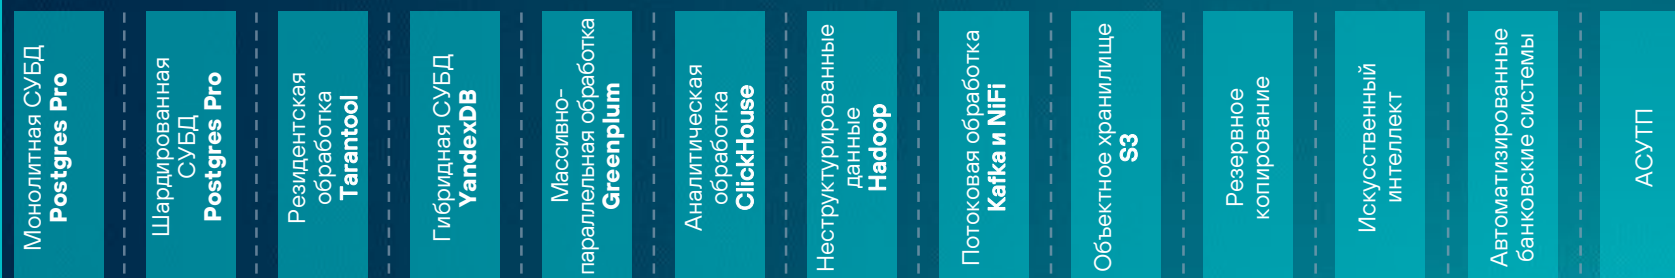 Монолитная СУБД
Postgres Pro
Шардированная
СУБД
Postgres Pro
Резидентская
обработка
Tarantool
Гибридная СУБД
YandexDB
Массивно-
параллельная обработка
Greenplum
Аналитическая
обработка
ClickHouse
Неструктурированные
данные
Hadoop
Потоковая обработка
Kafka и NiFi
Объектное хранилище
S3
Резервное
копирование
Искусственный
интеллект
Автоматизированные
банковские системы
АСУТП